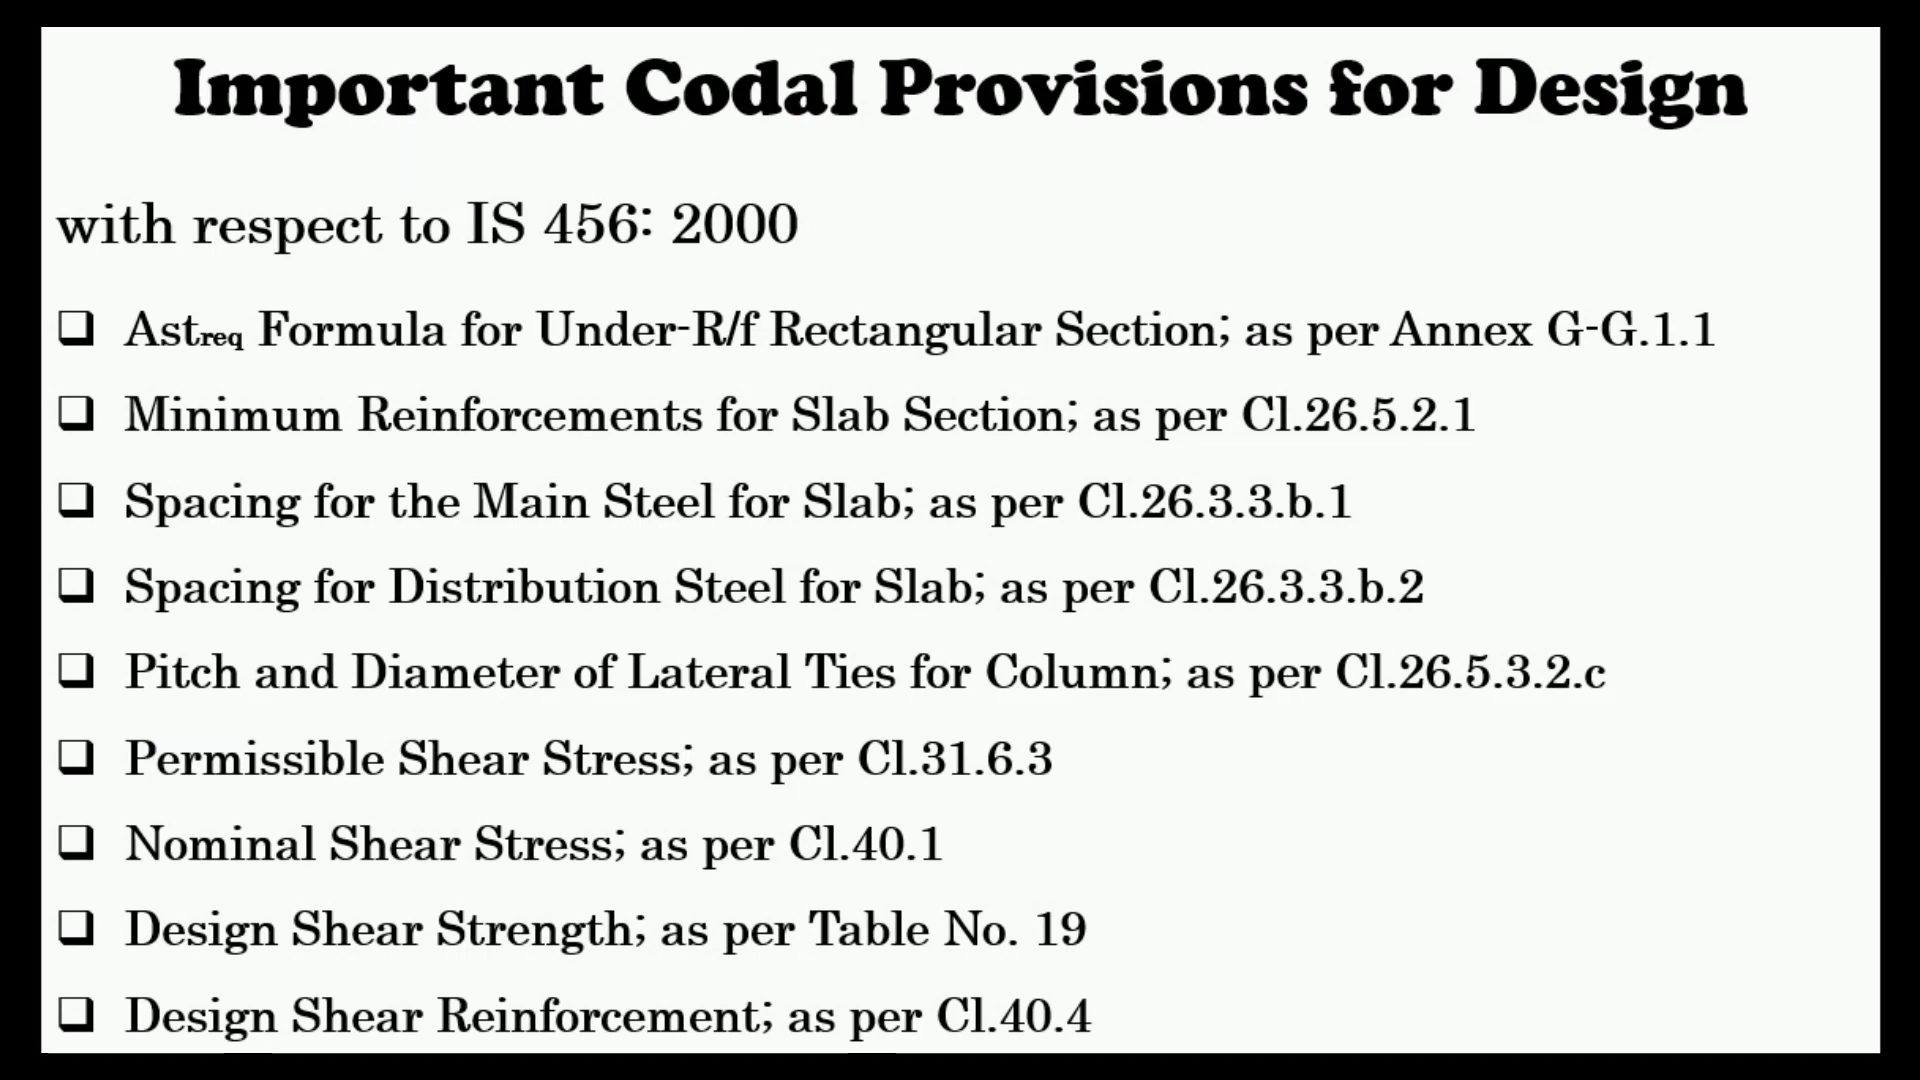 Important Codal Provisions for Design
with respect to IS 456: 2000
❑ Astreq Formula for Under-R/f Rectangular Section; as per Annex G-G.1.1
❑ Minimum Reinforcements for Slab Section; as per Cl.26.5.2.1
❑ Spacing for the Main Steel for Slab; as per Cl.26.3.3.b.1
❑ Spacing for Distribution Steel for Slab; as per Cl.26.3.3.b.2
❑ Pitch and Diameter of Lateral Ties for Column; as per Cl.26.5.3.2.c
❑ Permissible Shear Stress; as per Cl.31.6.3
❑ Nominal Shear Stress; as per Cl.40.1
❑ Design Shear Strength; as per Table No. 19
❑ Design Shear Reinforcement; as per Cl.40.4